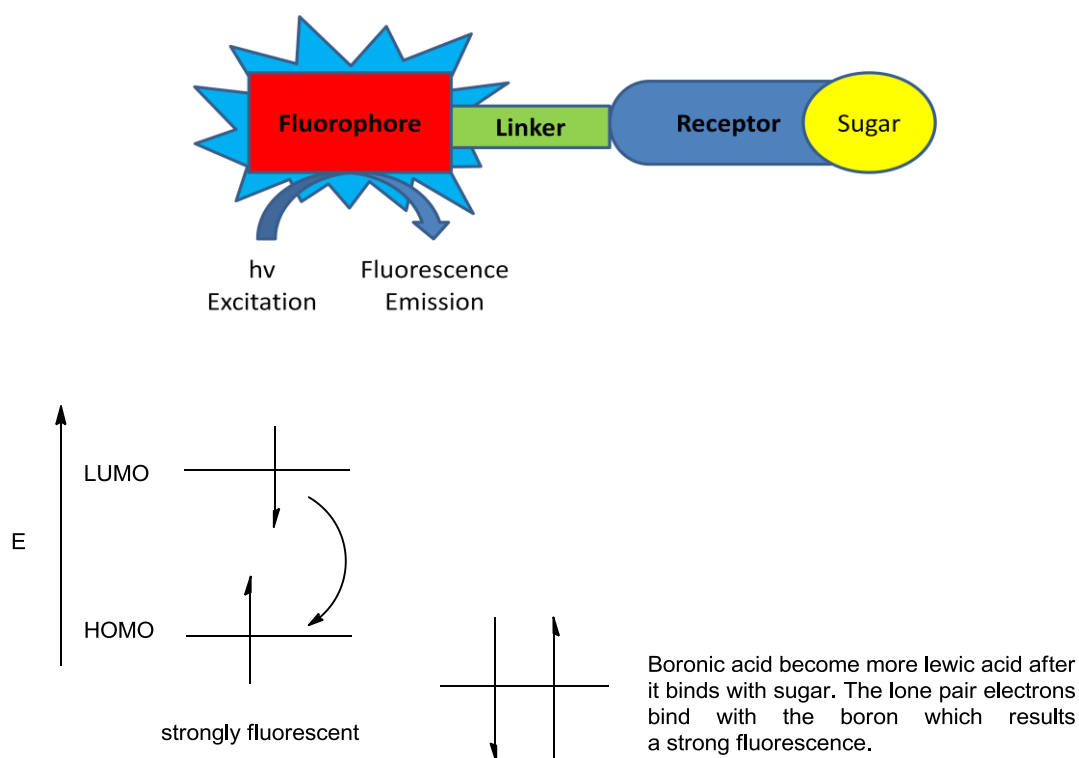 Fluorophore
Linker
Receptor
Sugar
hv
Excitation
Fluorescence
Emission
E
LUMO
HOMO
strongly fluorescent
Boronic acid become more lewic acid after
it binds with sugar. The lone pair electrons
bind with the boron which results
a strong fluorescence.